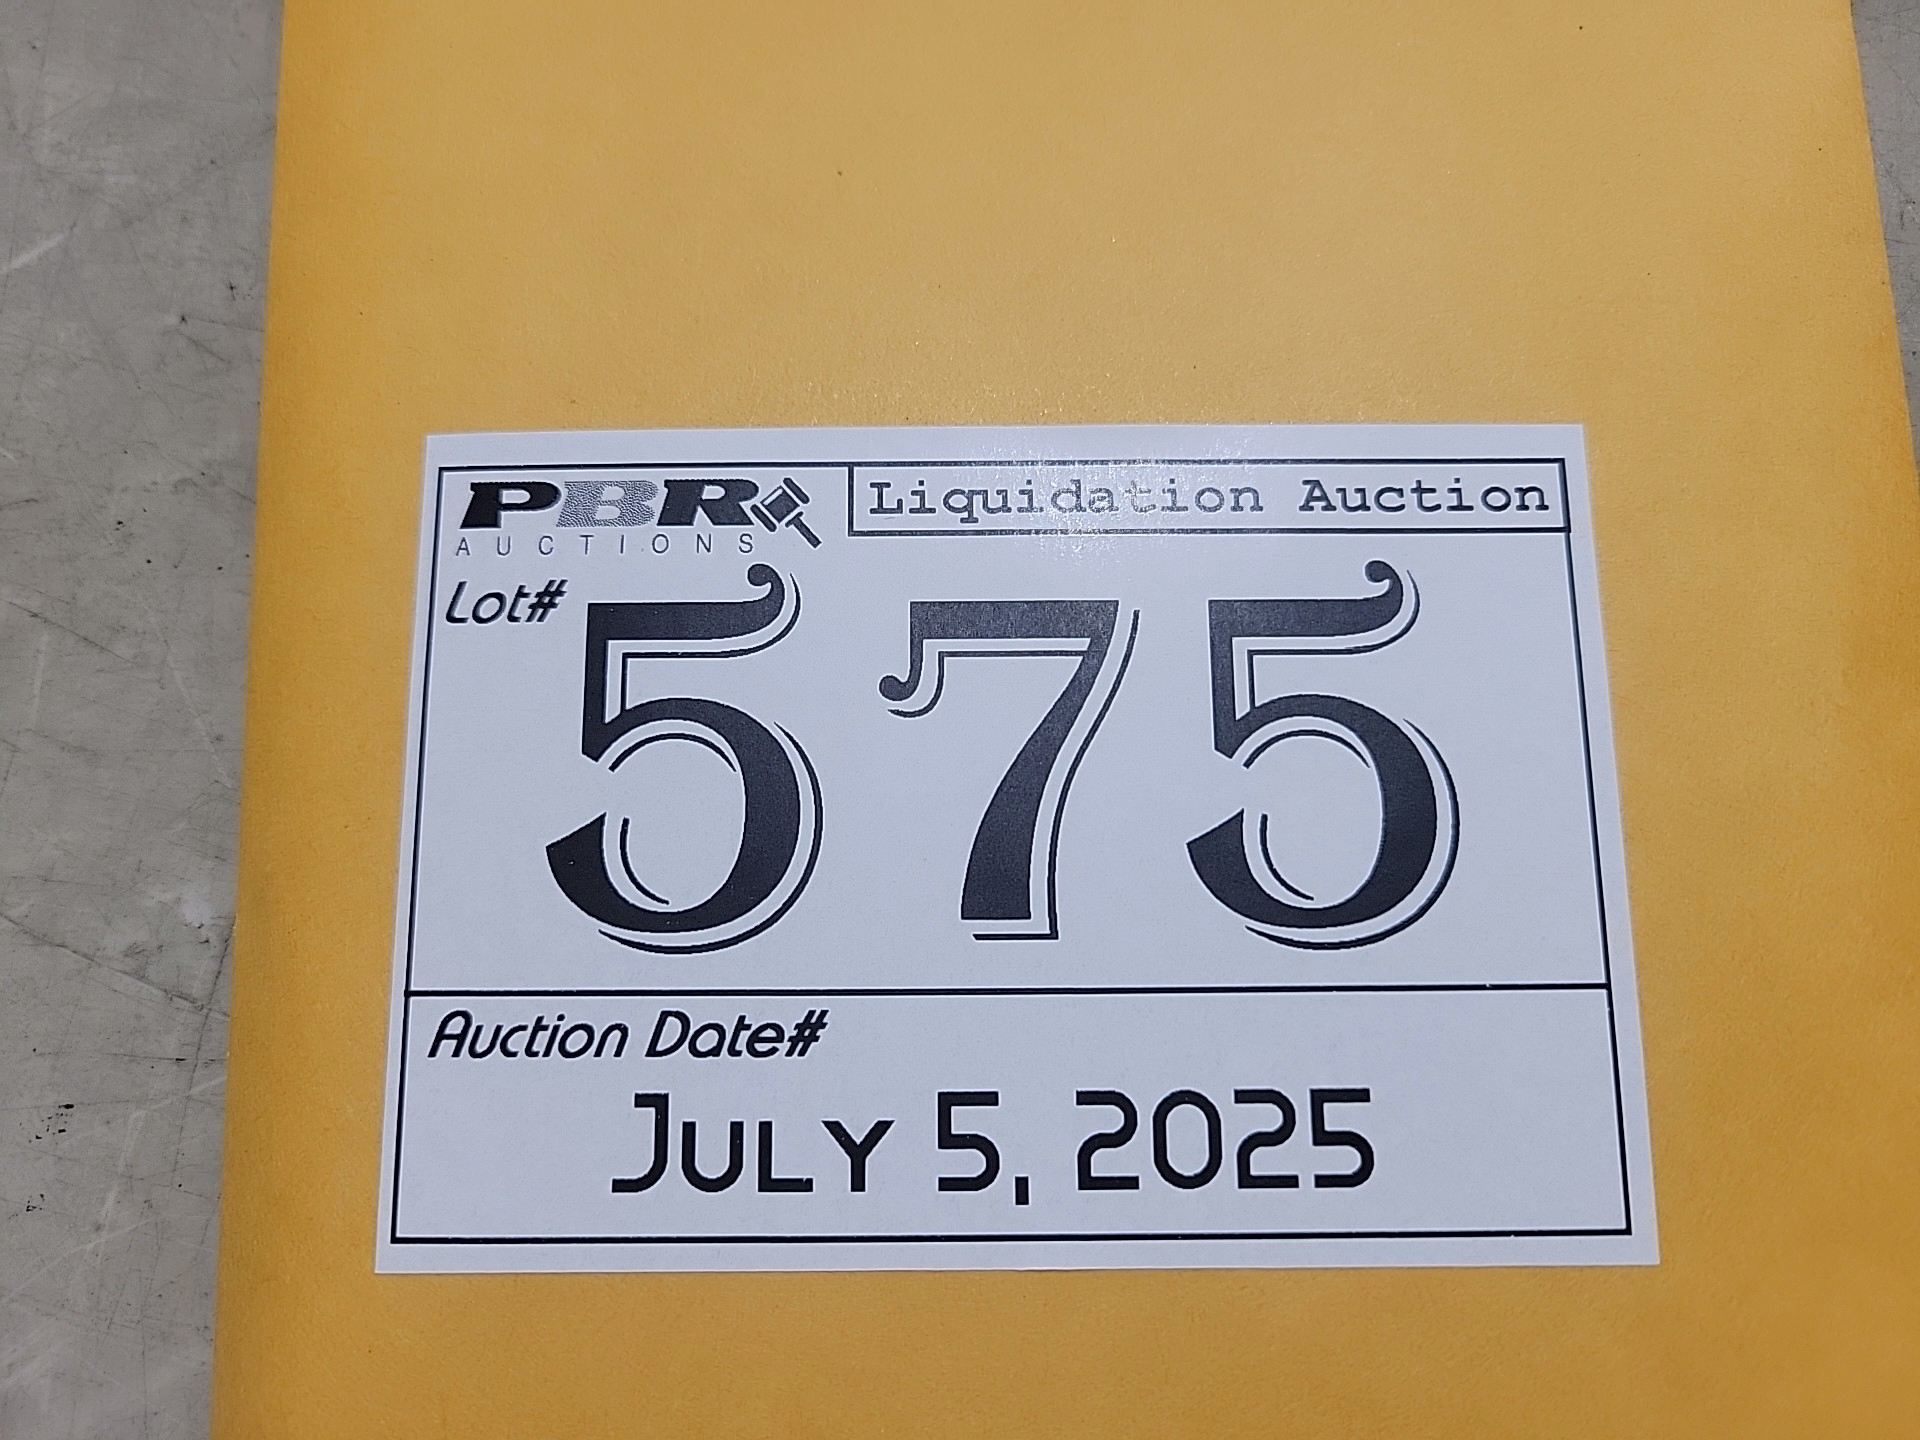 PBR
AUCTIONS
Liquidation Auction
Lot#
575
Auction Date#
July 5, 2025